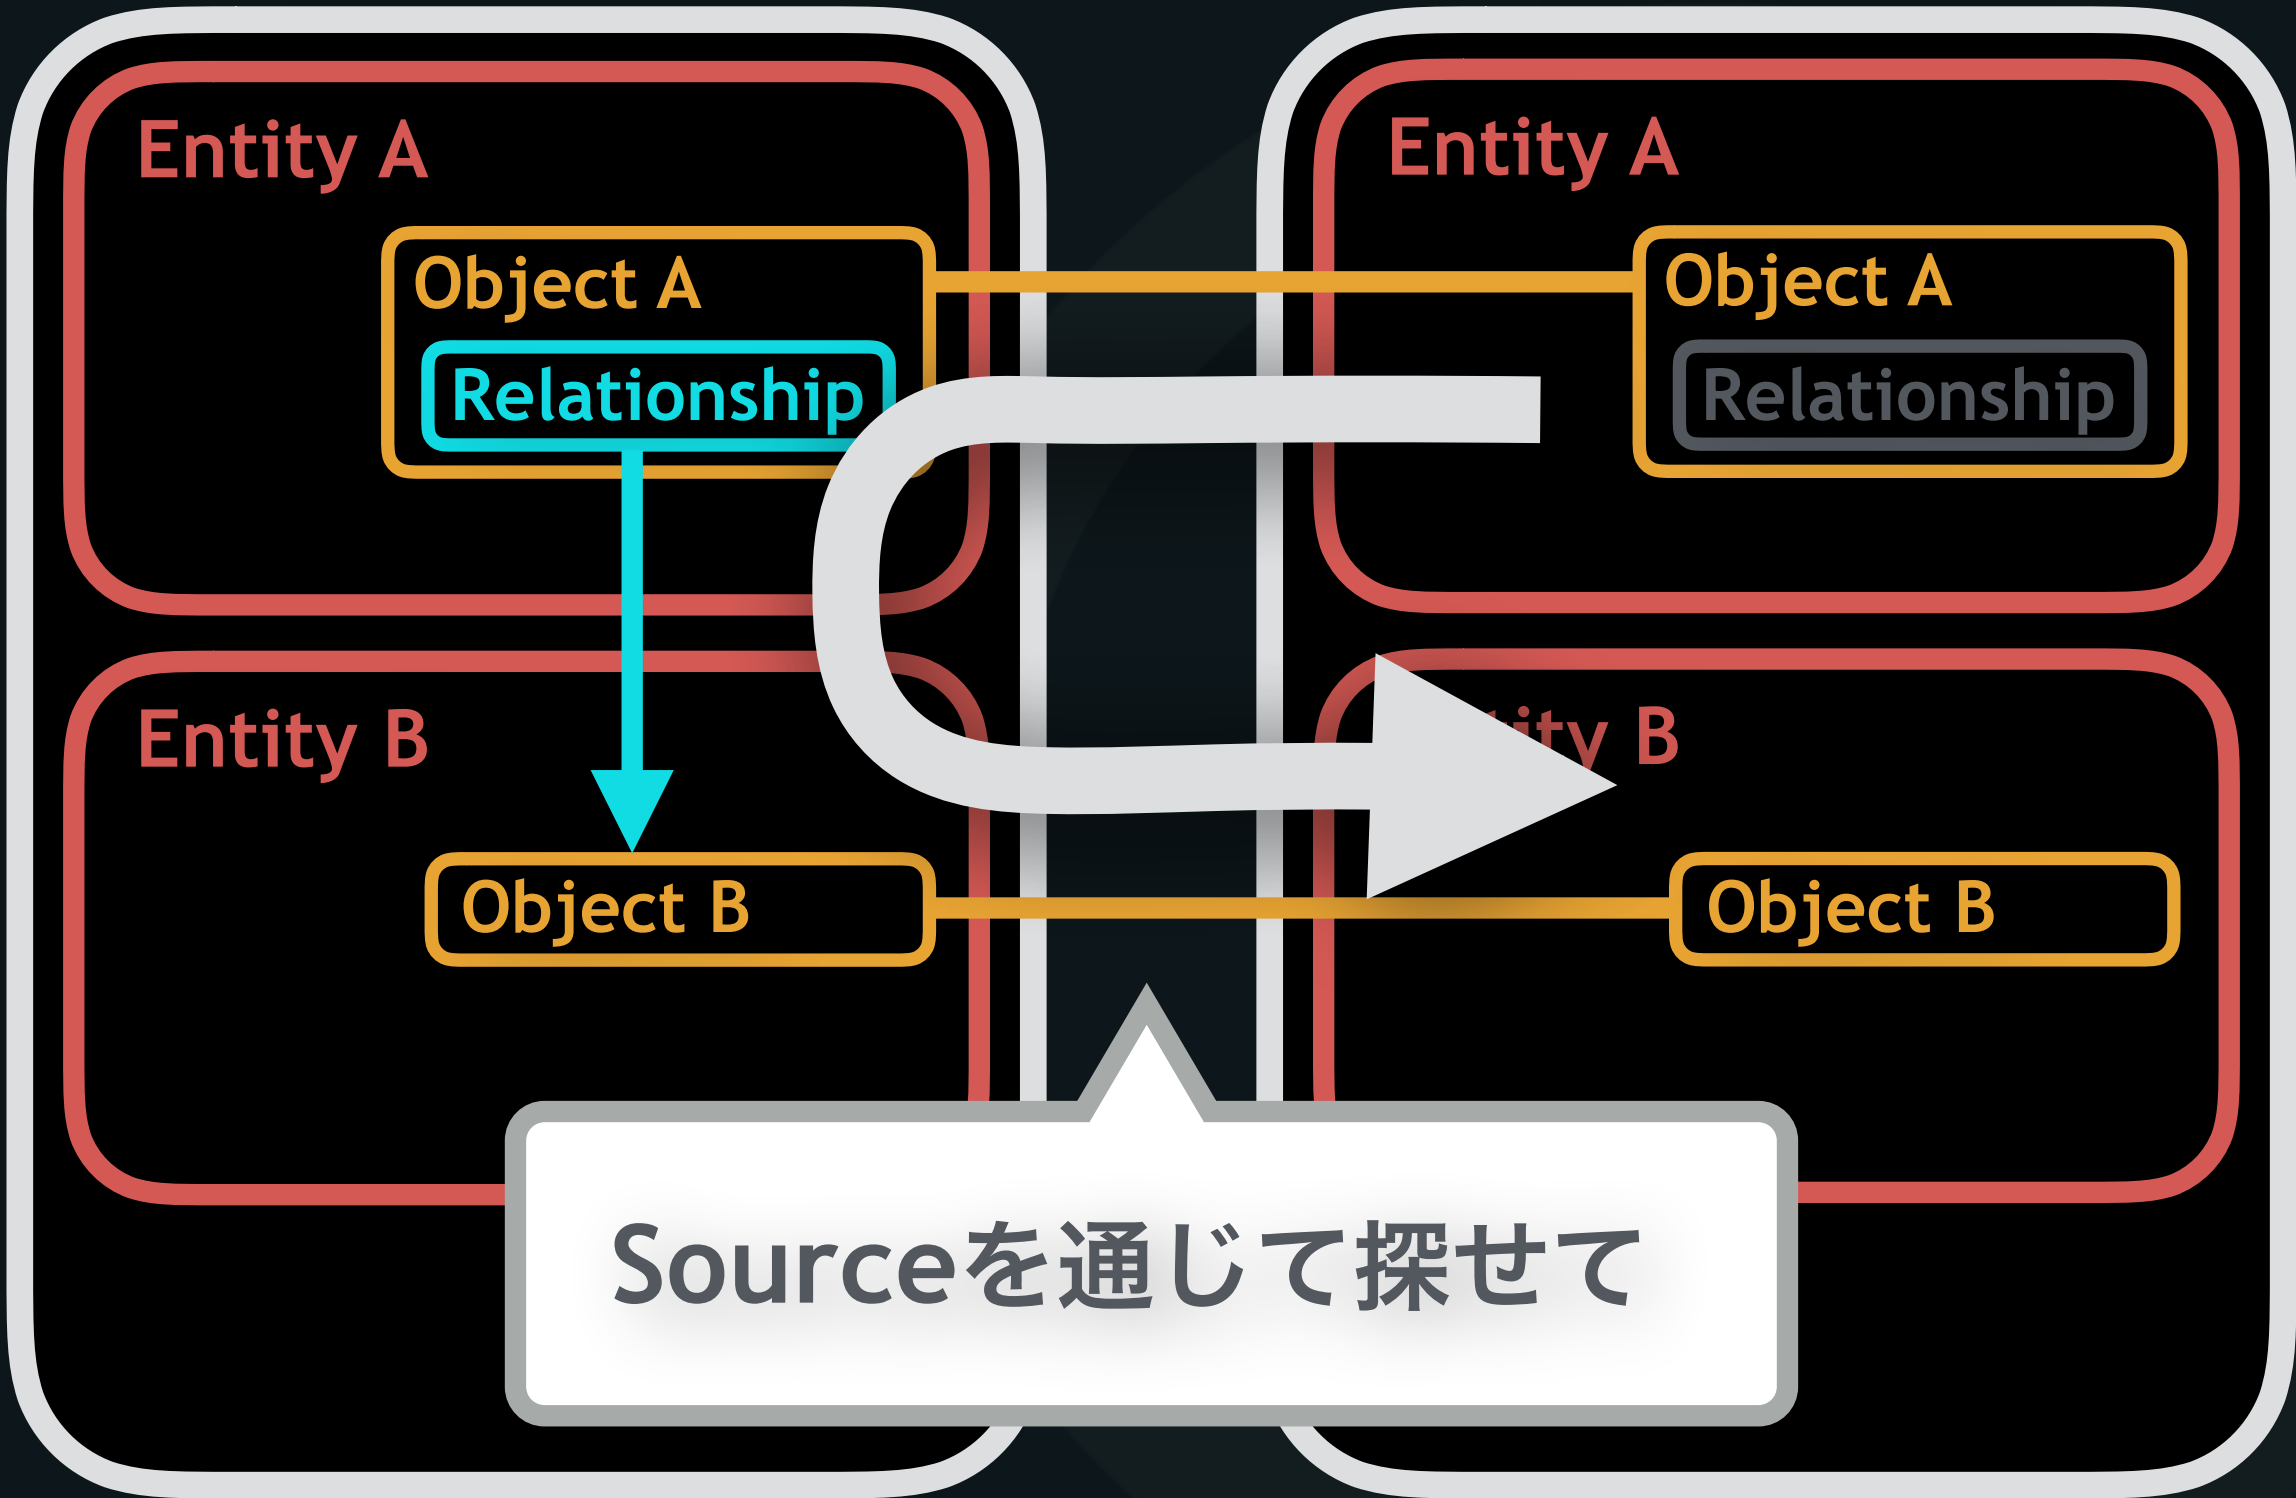 Entity A
Object A
Relationship
Entity B
Object B
Entity A
Object A
Relationship
B
Object B
Sourceを通じて探せて